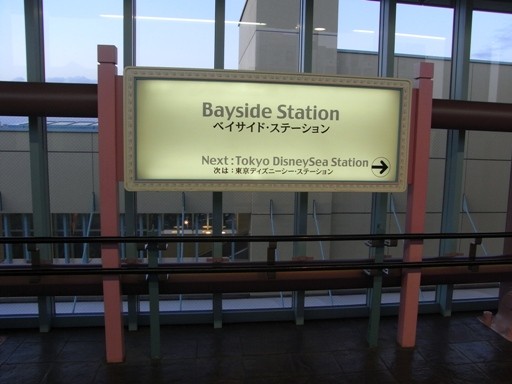 Bayside Station
ベイサイド・ステーション
Next : Tokyo DisneySea Station
次は：東京ディズニーシー・ステーション